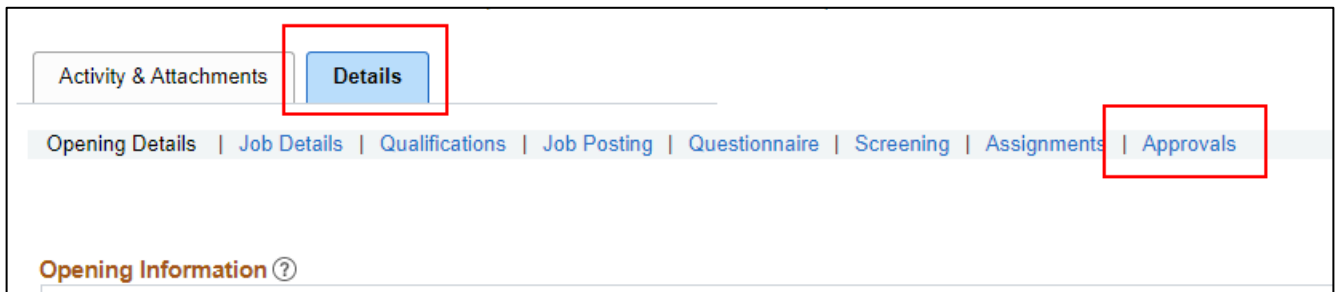 Activity & Attachments Details
Opening Details | Job Details | Qualifications | Job Posting | Questionnaire | Screening | Assignments | Approvals
Opening Information ?